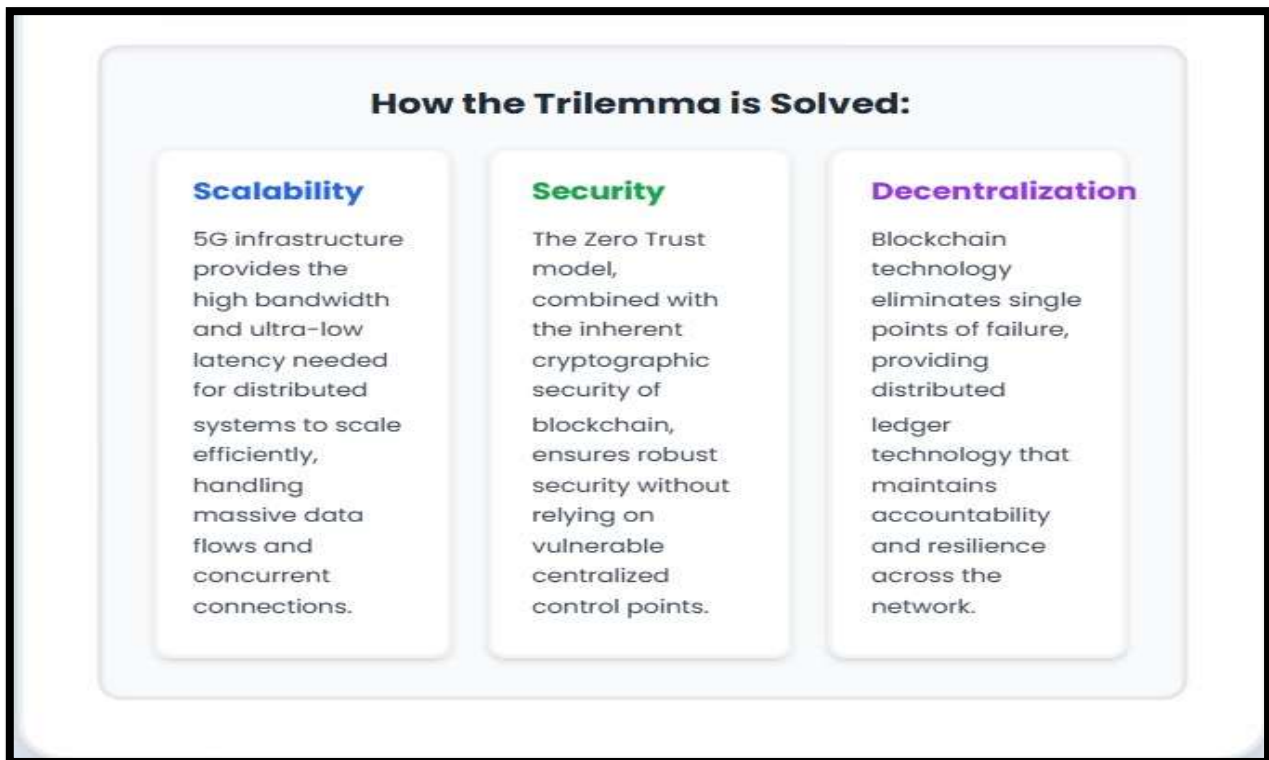 How the Trilemma is Solved:
Scalability
5G infrastructure
provides the
high bandwidth
and ultra-low
latency needed
for distributed
systems to scale
efficiently,
handling
massive data
flows and
concurrent
connections.
Security
The Zero Trust
model,
combined with
the inherent
cryptographic
security of
blockchain,
ensures robust
security without
relying on
vulnerable
centralized
control points.
Decentralization
Blockchain
technology
eliminates single
points of failure,
providing
distributed
ledger
technology that
maintains
accountability
and resilience
across the
network.